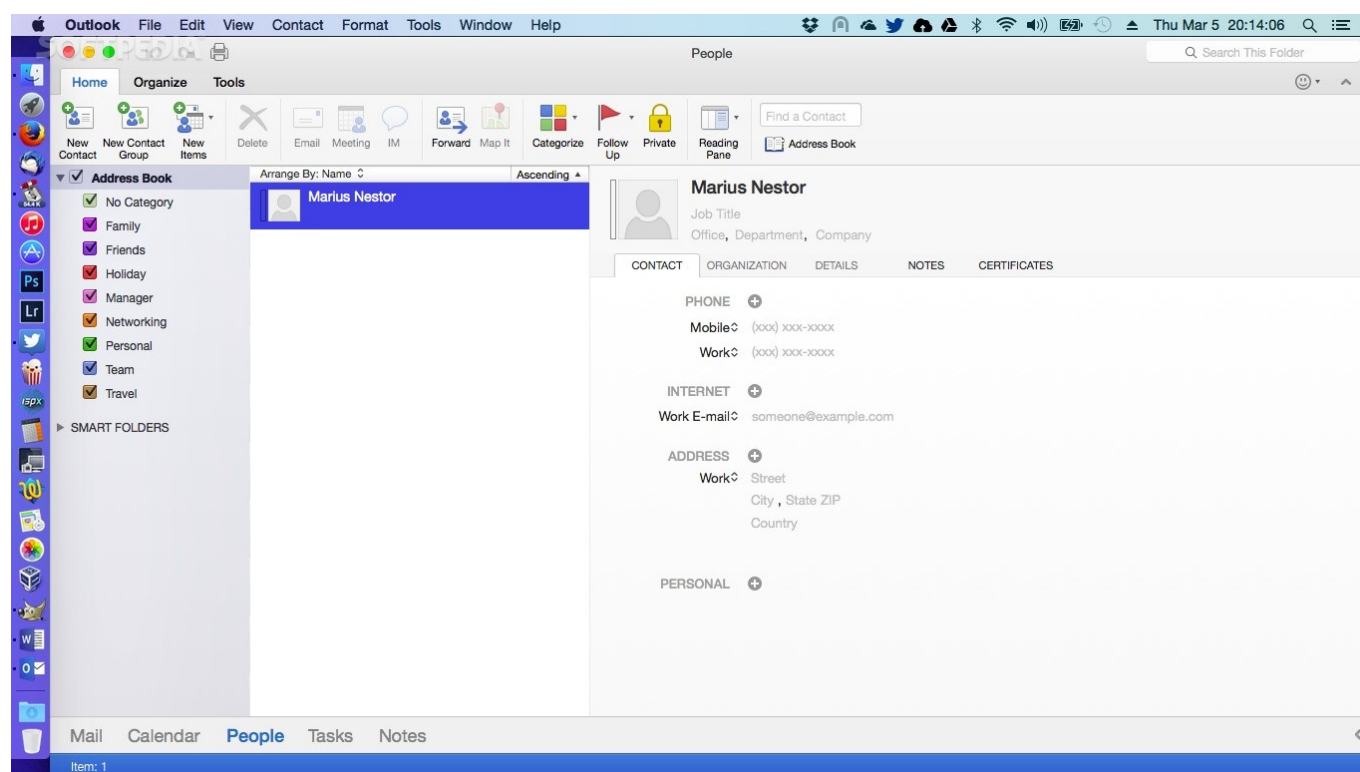 Outlook File Edit View Contact Format Tools Window Help Thu Mar 5 20:14:06
SOFTPEDIA
People
Search This Folder
Home Organize Tools
New Contact
New Contact Group
New Items
Delete
Email
Meeting
IM
Forward
Map It
Categorize
Follow Up
Private
Reading Pane
Find a Contact
Address Book
Address Book
No Category
Family
Friends
Holiday
Manager
Networking
Personal
Team
Travel
SMART FOLDERS
Arrange By: Name Ascending
Marius Nestor
Marius Nestor
Job Title
Office, Department, Company
CONTACT ORGANIZATION DETAILS NOTES CERTIFICATES
PHONE
Mobile (xxx) xxx-xxxx
Work (xxx) xxx-xxxx
INTERNET
Work E-mail someone@example.com
ADDRESS
Work Street
City , State ZIP
Country
PERSONAL
Ps
Lr
W
Mail Calendar People Tasks Notes
Item: 1